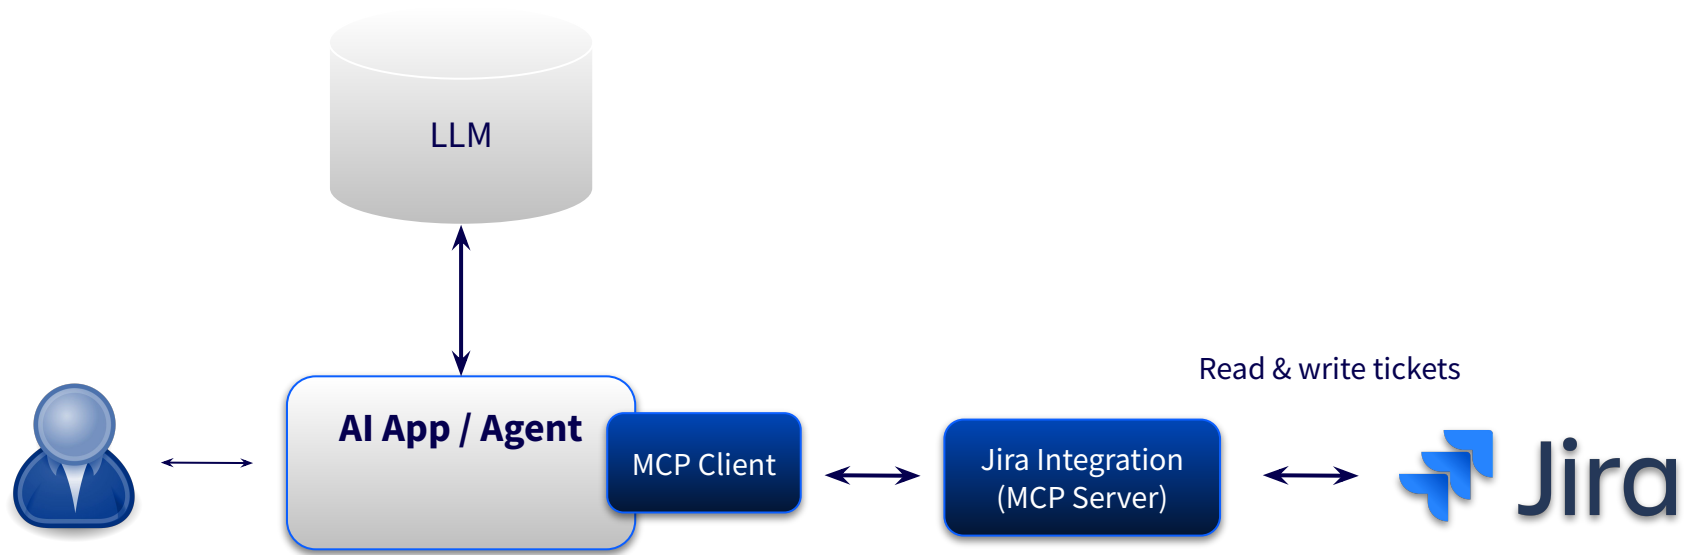 LLM
Read & write tickets
AI App / Agent
MCP Client
Jira Integration
(MCP Server)
Jira